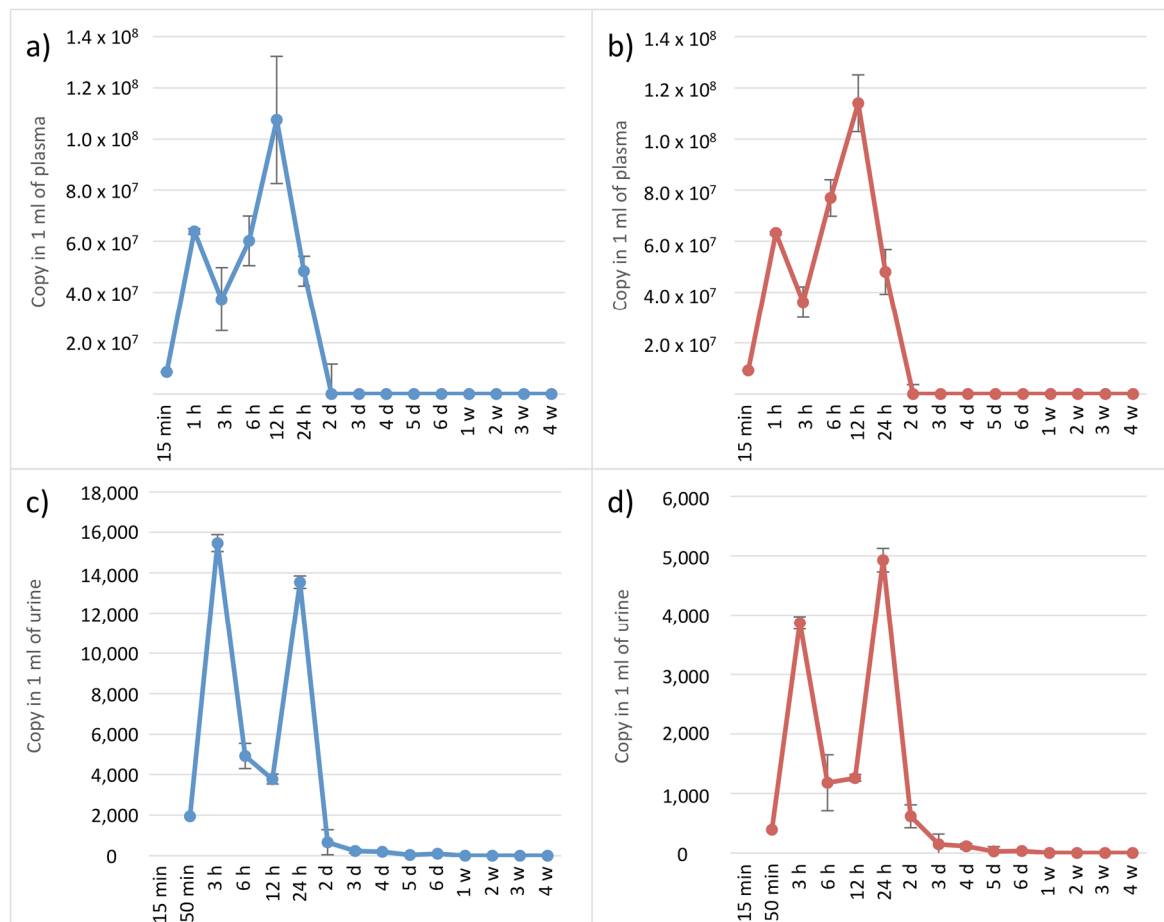 a)
1.4 x 10⁸
1.2 x 10⁸
1.0 x 10⁸
8.0 x 10⁷
6.0 x 10⁷
4.0 x 10⁷
2.0 x 10⁷
Copy in 1 ml of plasma
15 min
1 h
3 h
6 h
12 h
24 h
2 d
3 d
4 d
5 d
6 d
1 w
2 w
3 w
4 w
b)
1.4 x 10⁸
1.2 x 10⁸
1.0 x 10⁸
8.0 x 10⁷
6.0 x 10⁷
4.0 x 10⁷
2.0 x 10⁷
Copy in 1 ml of plasma
15 min
1 h
3 h
6 h
12 h
24 h
2 d
3 d
4 d
5 d
6 d
1 w
2 w
3 w
4 w
c)
18,000
16,000
14,000
12,000
10,000
8,000
6,000
4,000
2,000
0
Copy in 1 ml of urine
15 min
50 min
3 h
6 h
12 h
24 h
2 d
3 d
4 d
5 d
6 d
1 w
2 w
3 w
4 w
d)
6,000
5,000
4,000
3,000
2,000
1,000
0
Copy in 1 ml of urine
15 min
50 min
3 h
6 h
12 h
24 h
2 d
3 d
4 d
5 d
6 d
1 w
2 w
3 w
4 w